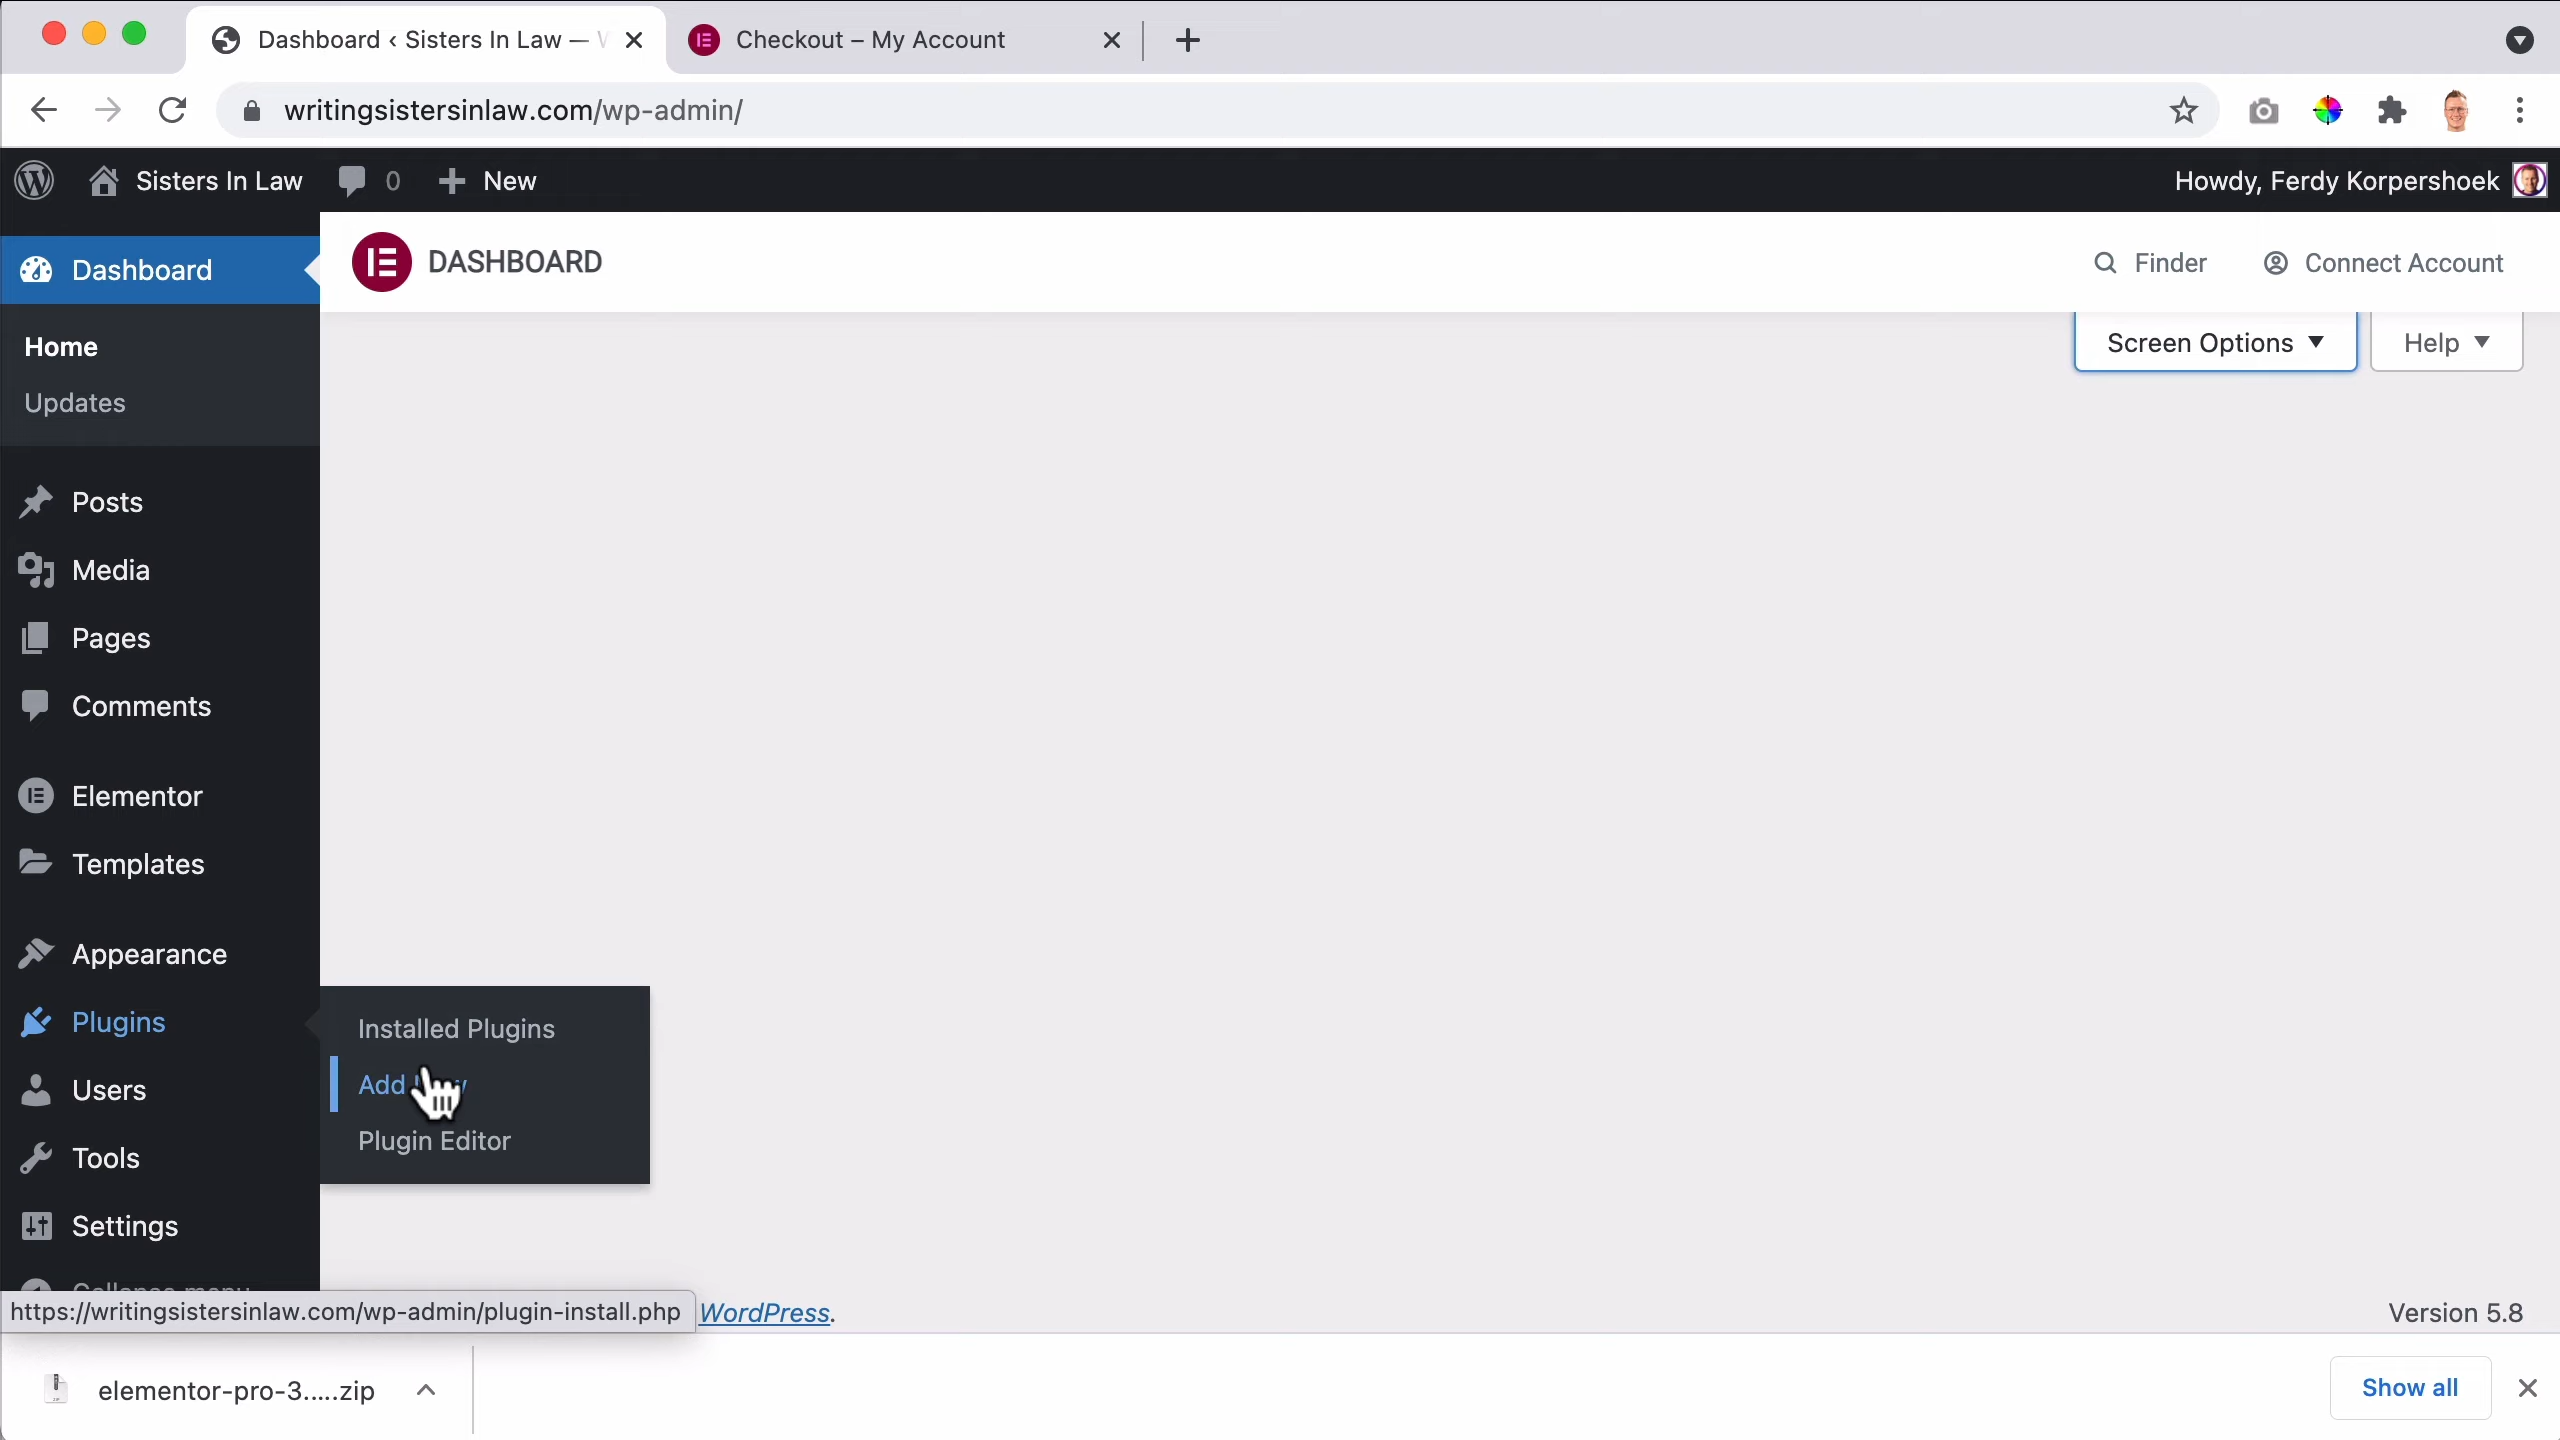 Dashboard ‹ Sisters In Law —
Checkout – My Account
writingsistersinlaw.com/wp-admin/
Sisters In Law
0
New
Howdy, Ferdy Korpershoek
Dashboard
DASHBOARD
Finder
Connect Account
Screen Options
Help
Home
Updates
Posts
Media
Pages
Comments
Elementor
Templates
Appearance
Plugins
Installed Plugins
Add
Plugin Editor
Users
Tools
Settings
Collapse menu
https://writingsistersinlaw.com/wp-admin/plugin-install.php
WordPress.
Version 5.8
elementor-pro-3.....zip
Show all